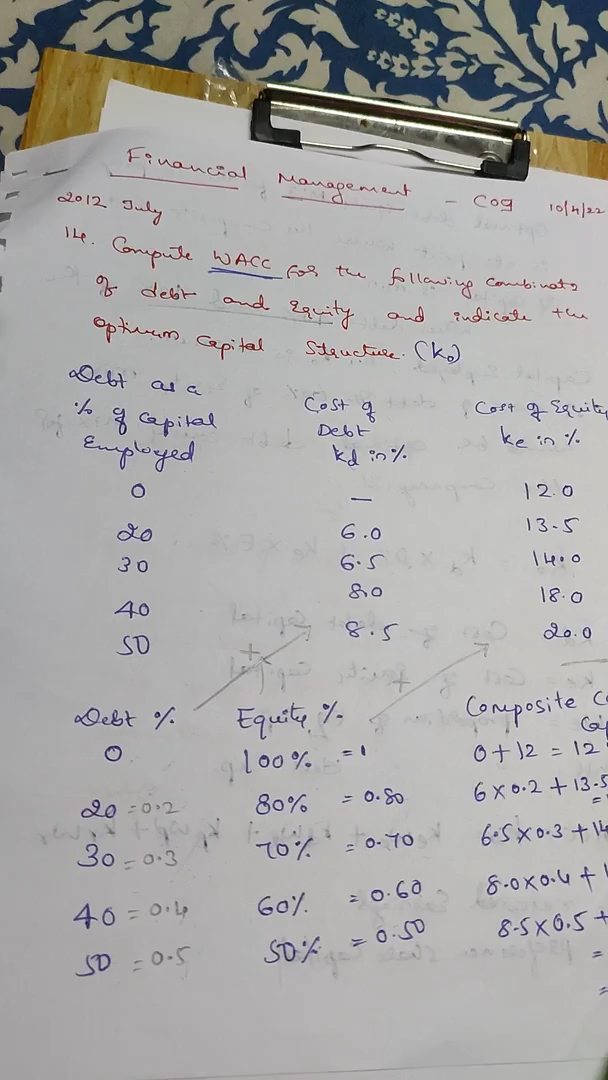 Financial Management - COg 10/4/22
2012 July
14. Compute WACC for the following Combinats
of debt and Equity and indicate the
optimum Capital Structure. (Ko)
Debt as a % of Capital Employed Cost of Debt Kd in % Cost of Equity Ke in %
0 — 12.0
20 6.0 13.5
30 6.5 14.0
40 8.0 18.0
50 8.5 20.0
Debt % Equity % Composite C
0 100% = 1 0 + 12 = 12
20 = 0.2 80% = 0.80 6 x 0.2 + 13.5
30 = 0.3 70% = 0.70 6.5 x 0.3 + 14
40 = 0.4 60% = 0.60 8.0 x 0.4 + 1
50 = 0.5 50% = 0.50 8.5 x 0.5 +
=
=